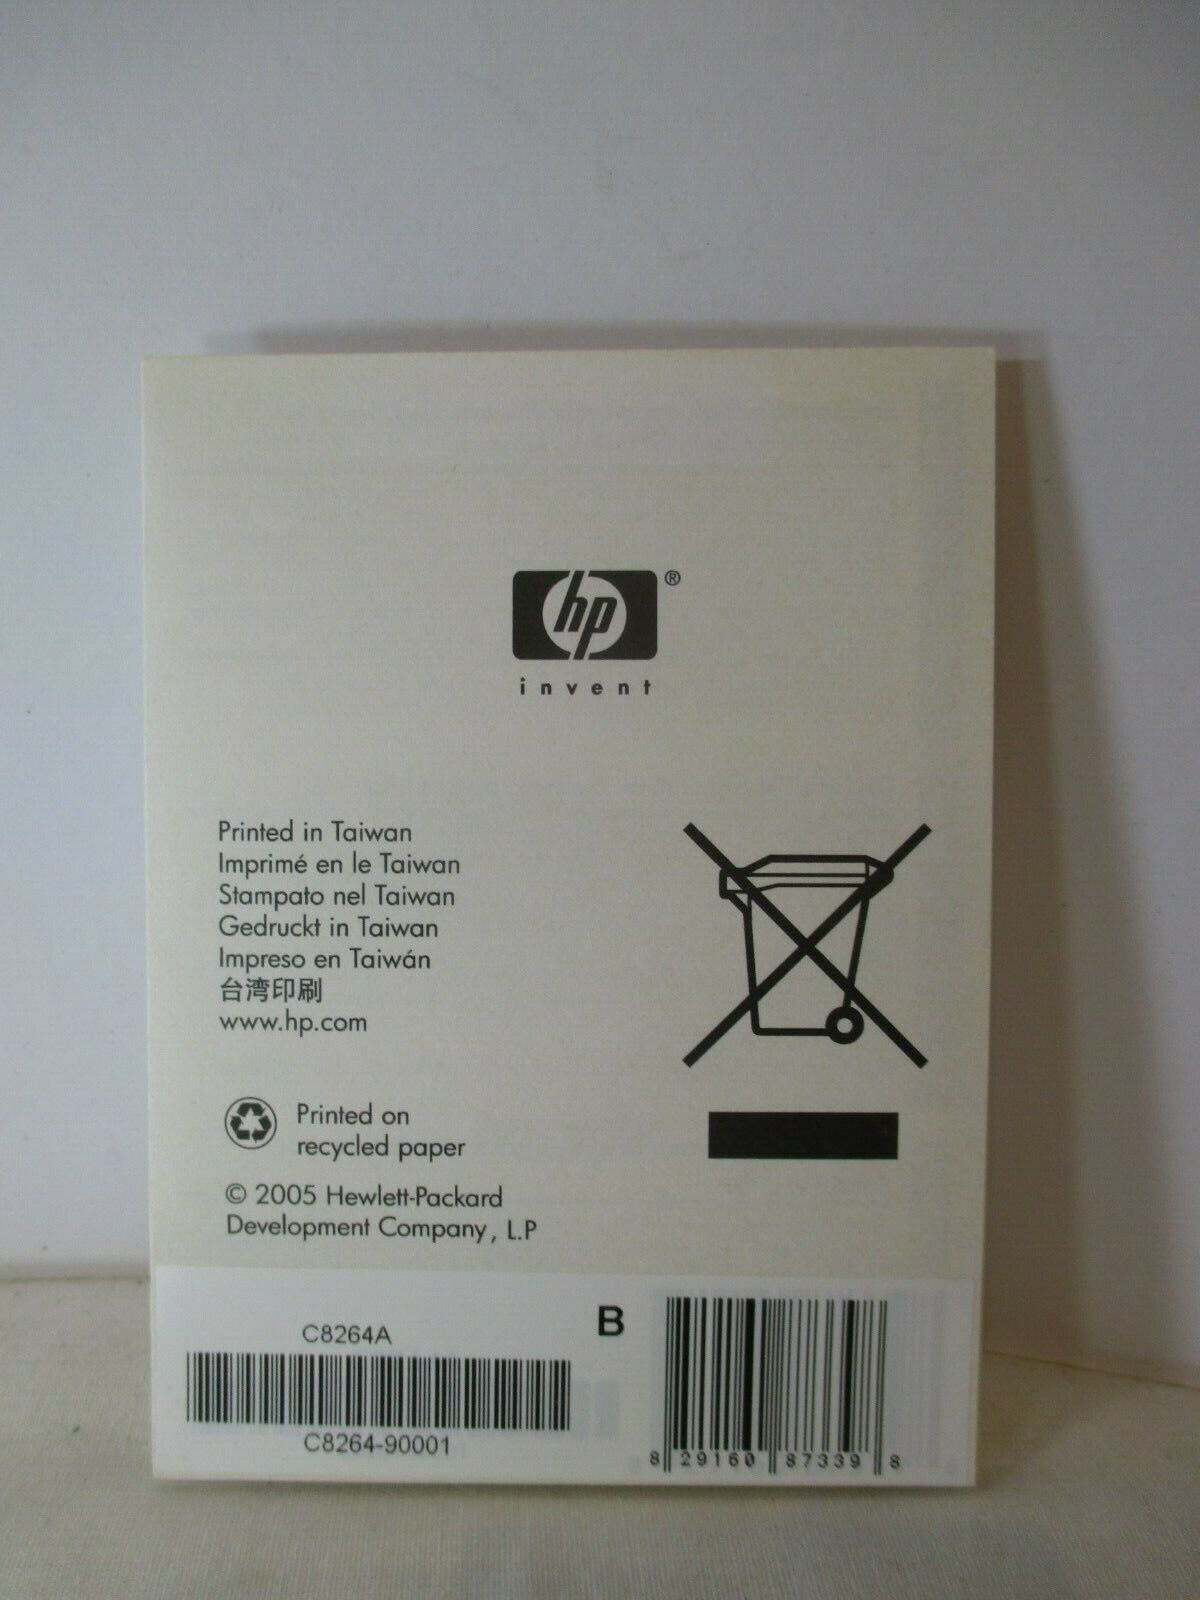 hp ®
invent
Printed in Taiwan
Imprimé en le Taiwan
Stampato nel Taiwan
Gedruckt in Taiwan
Impreso en Taiwán
台湾印刷
www.hp.com
Printed on
recycled paper
© 2005 Hewlett-Packard
Development Company, L.P
C8264A
B
C8264-90001
8 29160 87339 8